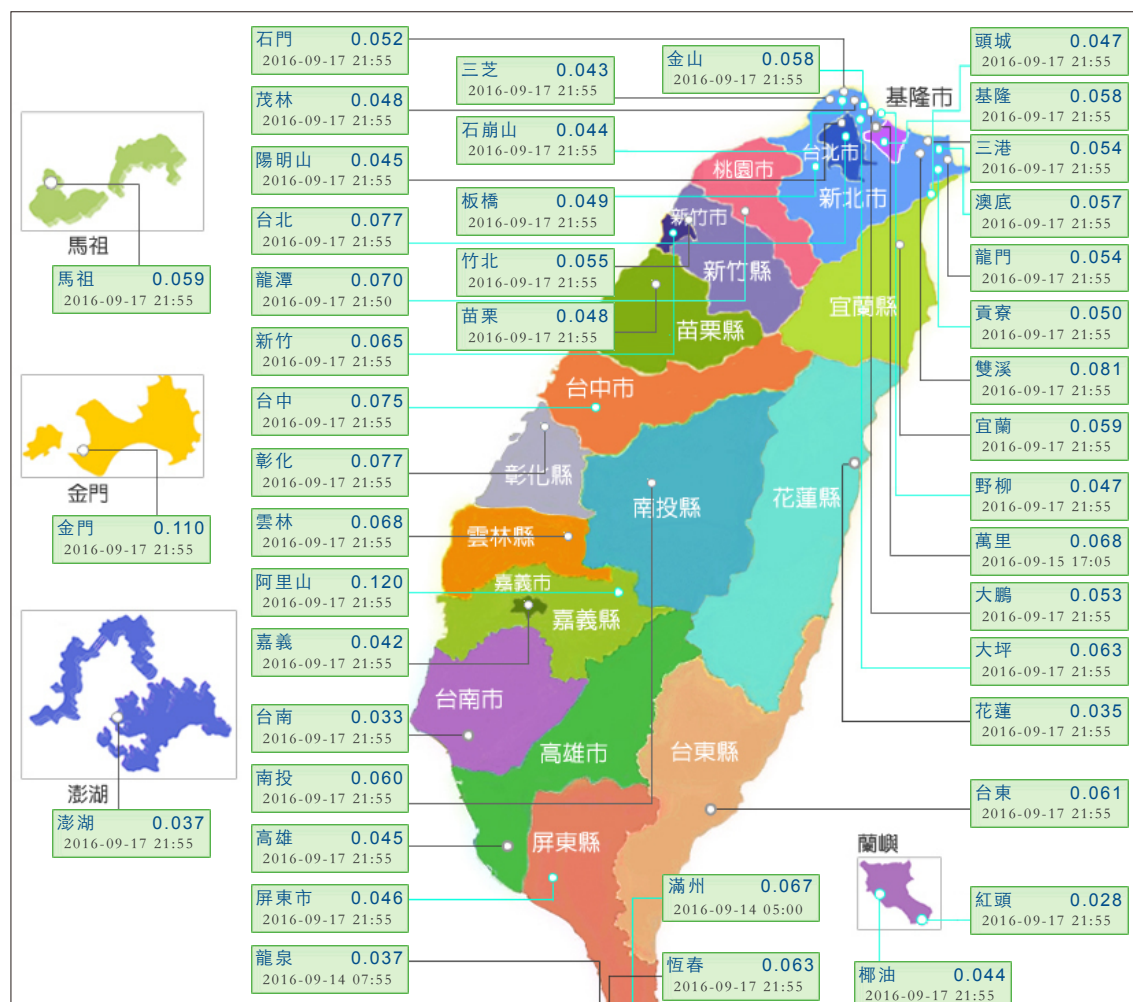 石門 0.052
2016-09-17 21:55
茂林 0.048
2016-09-17 21:55
陽明山 0.045
2016-09-17 21:55
台北 0.077
2016-09-17 21:55
龍潭 0.070
2016-09-17 21:50
新竹 0.065
2016-09-17 21:55
台中 0.075
2016-09-17 21:55
彰化 0.077
2016-09-17 21:55
雲林 0.068
2016-09-17 21:55
阿里山 0.120
2016-09-17 21:55
嘉義 0.042
2016-09-17 21:55
台南 0.033
2016-09-17 21:55
南投 0.060
2016-09-17 21:55
高雄 0.045
2016-09-17 21:55
屏東市 0.046
2016-09-17 21:55
龍泉 0.037
2016-09-14 07:55
三芝 0.043
2016-09-17 21:55
石崩山 0.044
2016-09-17 21:55
板橋 0.049
2016-09-17 21:55
竹北 0.055
2016-09-17 21:55
苗栗 0.048
2016-09-17 21:55
金山 0.058
2016-09-17 21:55
頭城 0.047
2016-09-17 21:55
基隆 0.058
2016-09-17 21:55
三港 0.054
2016-09-17 21:55
澳底 0.057
2016-09-17 21:55
龍門 0.054
2016-09-17 21:55
貢寮 0.050
2016-09-17 21:55
雙溪 0.081
2016-09-17 21:55
宜蘭 0.059
2016-09-17 21:55
野柳 0.047
2016-09-17 21:55
萬里 0.068
2016-09-15 17:05
大鵬 0.053
2016-09-17 21:55
大坪 0.063
2016-09-17 21:55
花蓮 0.035
2016-09-17 21:55
台東 0.061
2016-09-17 21:55
滿州 0.067
2016-09-14 05:00
恆春 0.063
2016-09-17 21:55
蘭嶼
紅頭 0.028
2016-09-17 21:55
椰油 0.044
2016-09-17 21:55
馬祖
馬祖 0.059
2016-09-17 21:55
金門
金門 0.110
2016-09-17 21:55
澎湖
澎湖 0.037
2016-09-17 21:55
基隆市
台北市
桃園市
新北市
新竹市
新竹縣
宜蘭縣
苗栗縣
台中市
彰化縣
南投縣
花蓮縣
雲林縣
嘉義市
嘉義縣
台南市
高雄市
台東縣
屏東縣